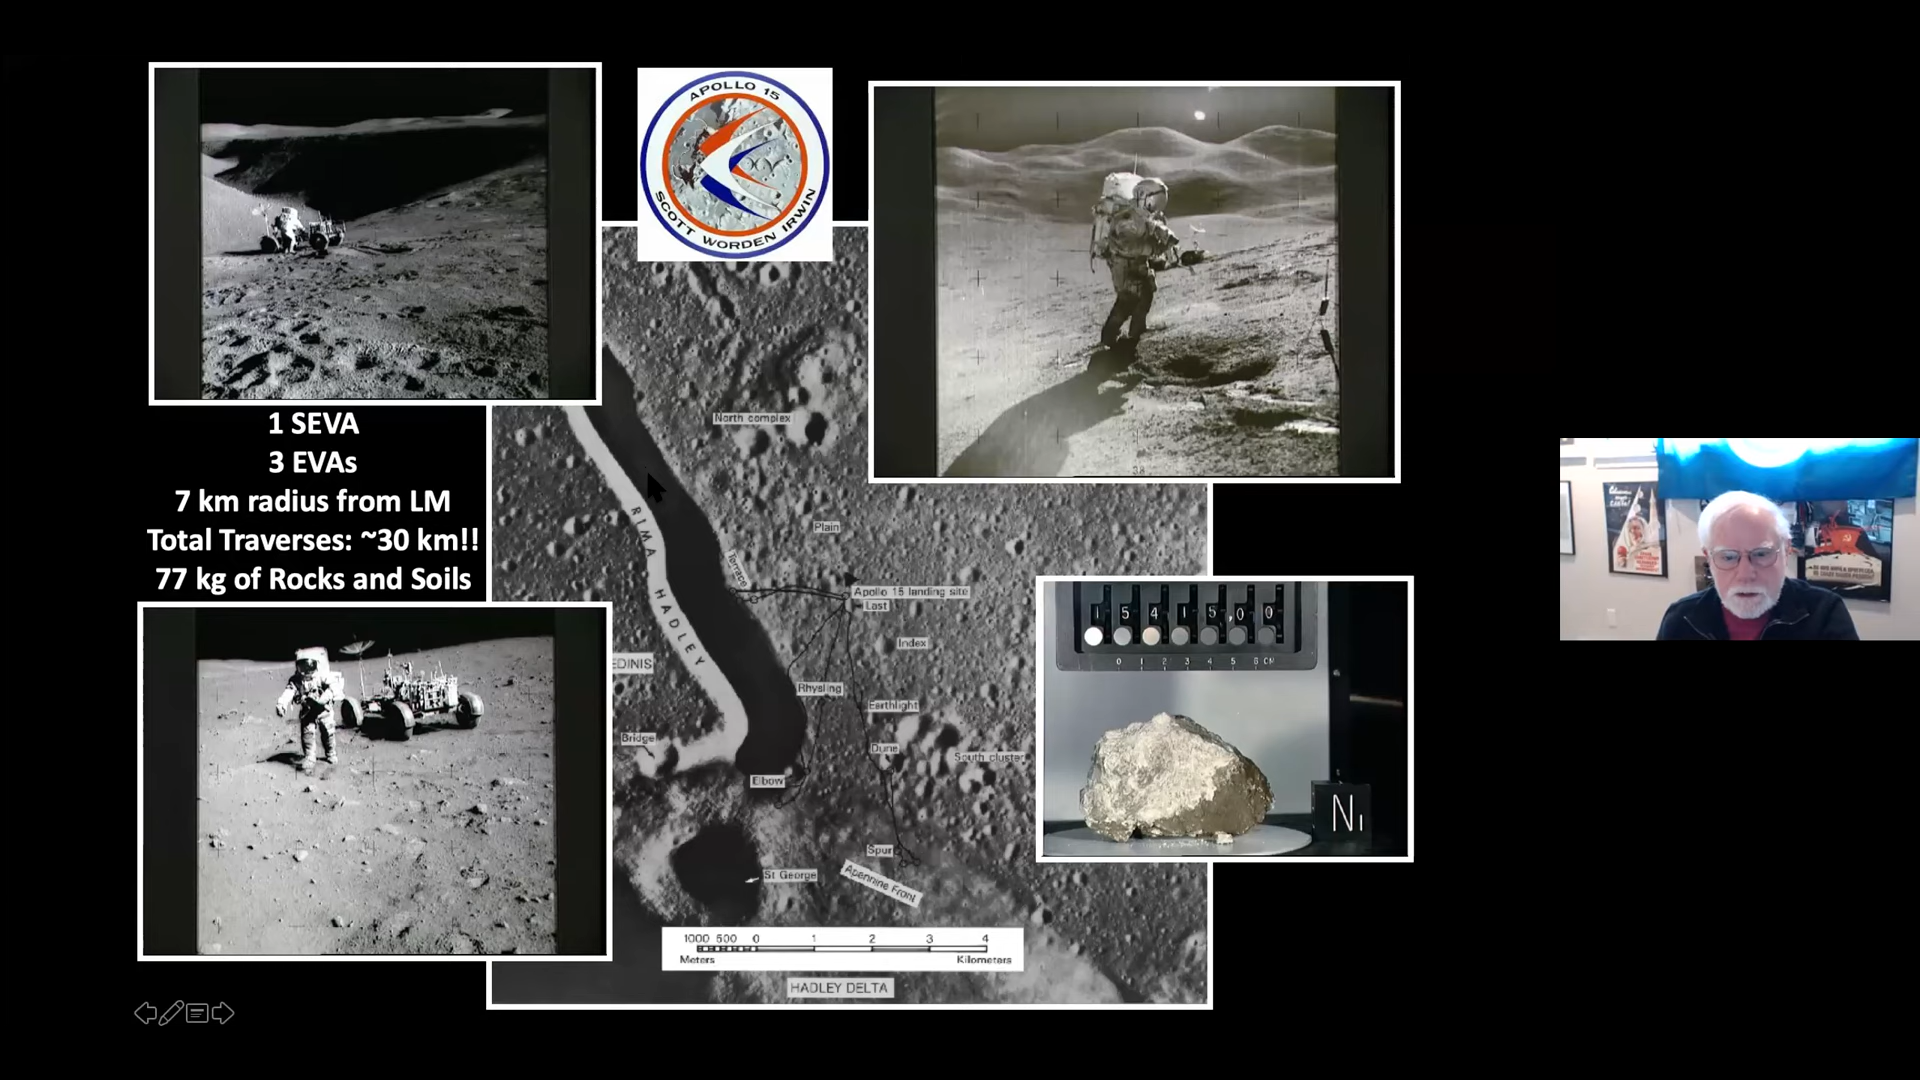 APOLLO 15
SCOTT WORDEN IRWIN
1 SEVA
3 EVAs
7 km radius from LM
Total Traverses: ~30 km!!
77 kg of Rocks and Soils
North complex
Plain
RIMA HADLEY
Terrace
Apollo 15 landing site
Last
Index
EDINIS
Rhysling
Earthlight
Bridge
Dune
South cluster
Elbow
Spur
St George
Apennine Front
1000 500 0 1 2 3 4
Meters Kilometers
HADLEY DELTA
1 5 4 1 5, 0 0
0 1 2 3 4 5 6 CM
N1